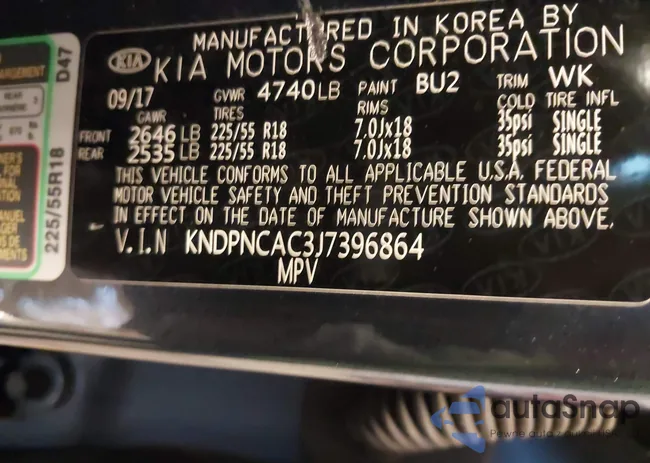 MANUFACTURED IN KOREA BY
KIA KIA MOTORS CORPORATION
09/17 GVWR 4740LB PAINT BU2 TRIM WK
GAWR TIRES RIMS COLD TIRE INFL
FRONT 2646 LB 225/55 R18 7.0Jx18 35psi SINGLE
REAR 2535 LB 225/55 R18 7.0Jx18 35psi SINGLE
THIS VEHICLE CONFORMS TO ALL APPLICABLE U.S.A. FEDERAL
MOTOR VEHICLE SAFETY AND THEFT PREVENTION STANDARDS
IN EFFECT ON THE DATE OF MANUFACTURE SHOWN ABOVE.
V.I.N KNDPNCAC3J7396864
MPV
D47
225/55R18
autaSnap